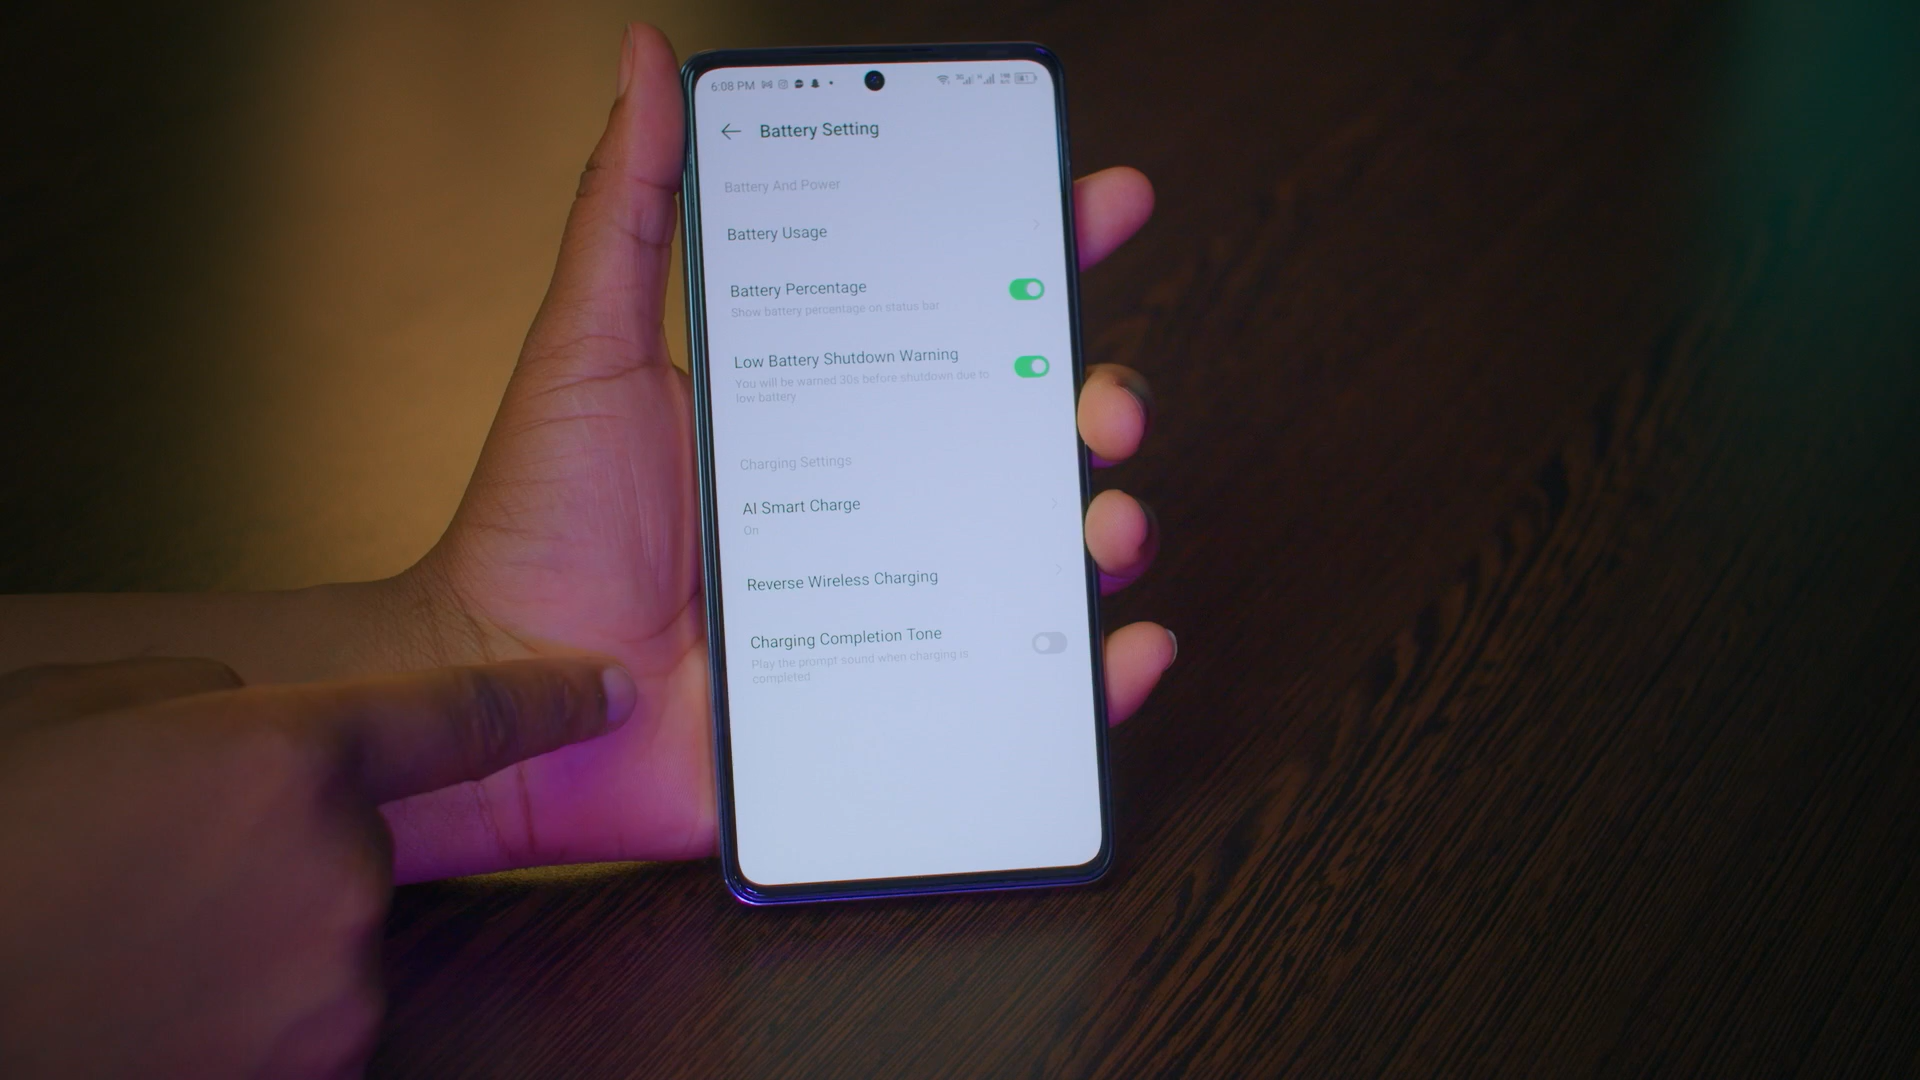 6:08 PM
Battery Setting
Battery And Power
Battery Usage
Battery Percentage
Show battery percentage on status bar
Low Battery Shutdown Warning
You will be warned 30s before shutdown due to
low battery
Charging Settings
AI Smart Charge
On
Reverse Wireless Charging
Charging Completion Tone
Play the prompt sound when charging is
completed